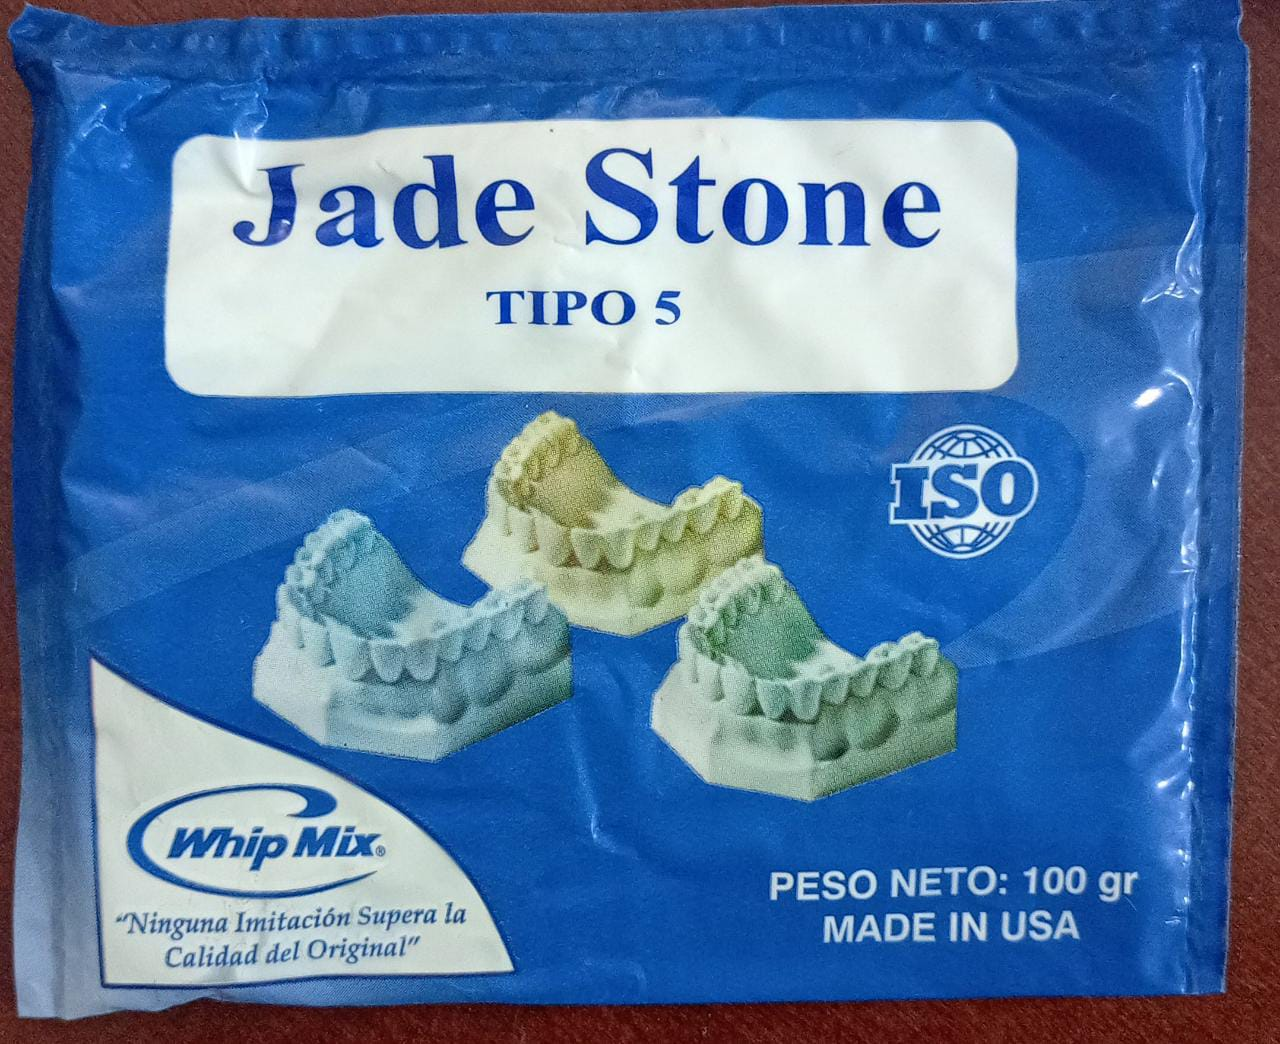 Jade Stone
TIPO 5
ISO
Whip Mix®
“Ninguna Imitación Supera la
Calidad del Original”
PESO NETO: 100 gr
MADE IN USA